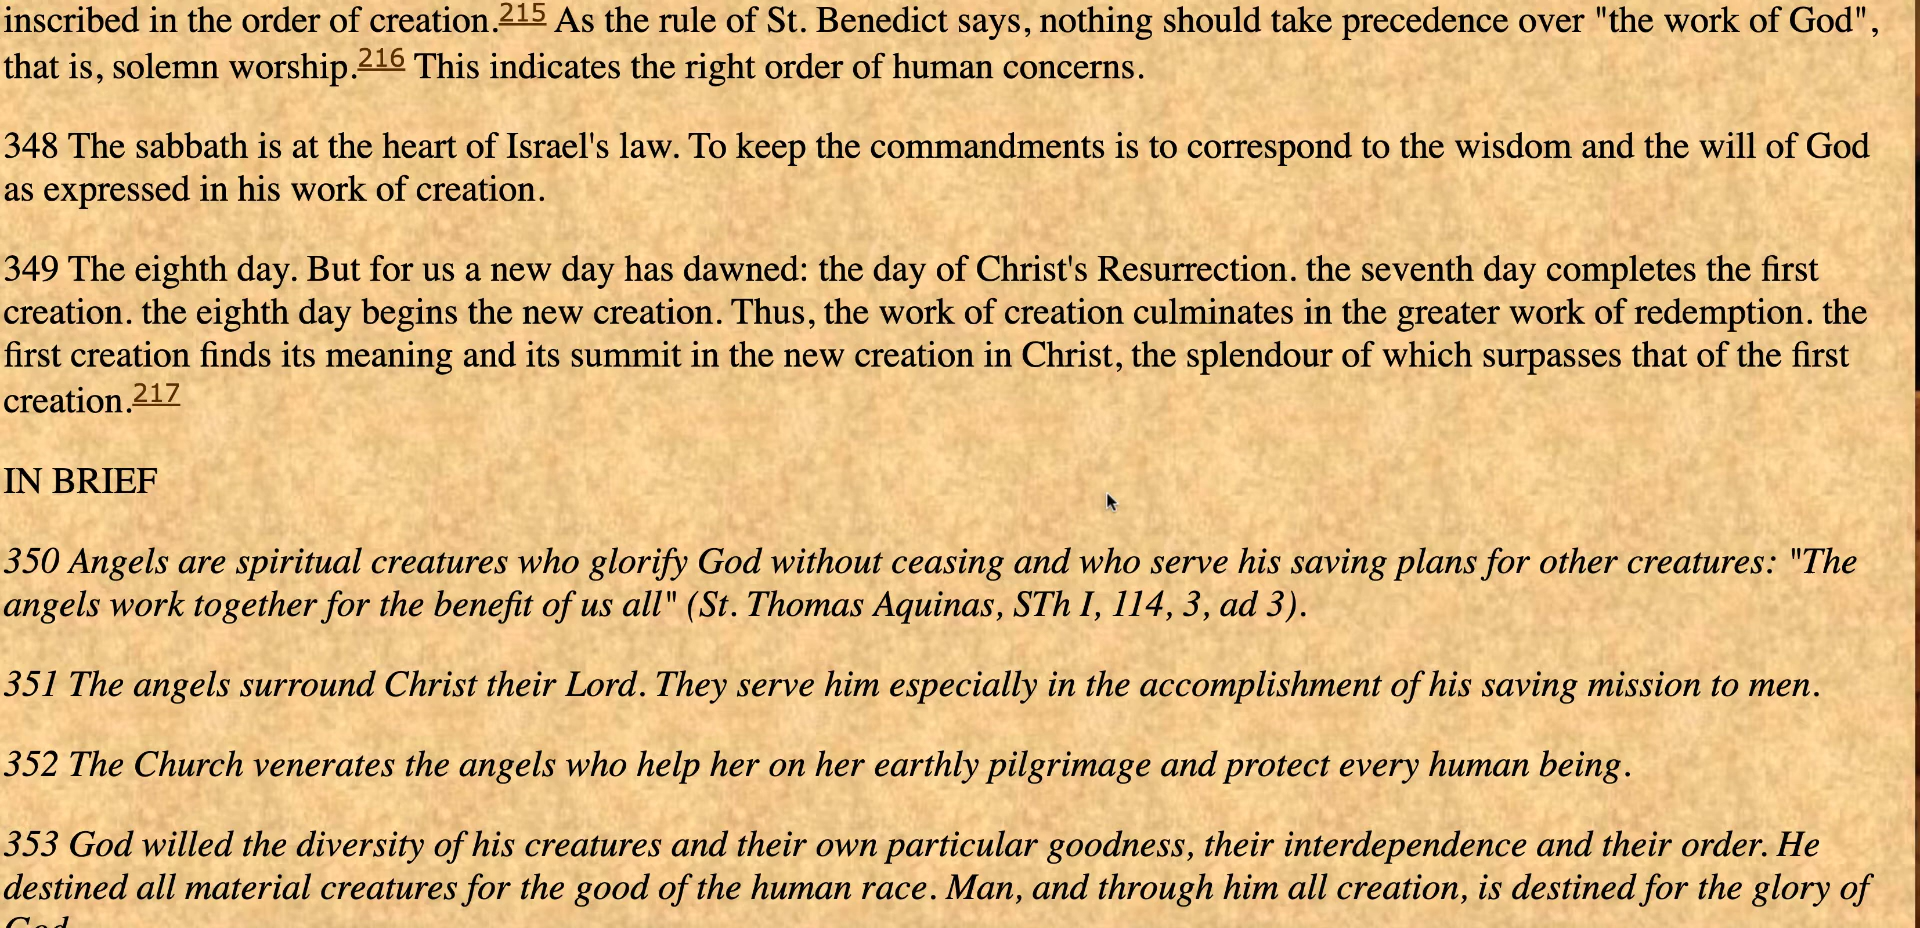 inscribed in the order of creation.215 As the rule of St. Benedict says, nothing should take precedence over "the work of God",
that is, solemn worship.216 This indicates the right order of human concerns.
348 The sabbath is at the heart of Israel's law. To keep the commandments is to correspond to the wisdom and the will of God
as expressed in his work of creation.
349 The eighth day. But for us a new day has dawned: the day of Christ's Resurrection. the seventh day completes the first
creation. the eighth day begins the new creation. Thus, the work of creation culminates in the greater work of redemption. the
first creation finds its meaning and its summit in the new creation in Christ, the splendour of which surpasses that of the first
creation.217
IN BRIEF
350 Angels are spiritual creatures who glorify God without ceasing and who serve his saving plans for other creatures: "The
angels work together for the benefit of us all" (St. Thomas Aquinas, STh I, 114, 3, ad 3).
351 The angels surround Christ their Lord. They serve him especially in the accomplishment of his saving mission to men.
352 The Church venerates the angels who help her on her earthly pilgrimage and protect every human being.
353 God willed the diversity of his creatures and their own particular goodness, their interdependence and their order. He
destined all material creatures for the good of the human race. Man, and through him all creation, is destined for the glory of
God